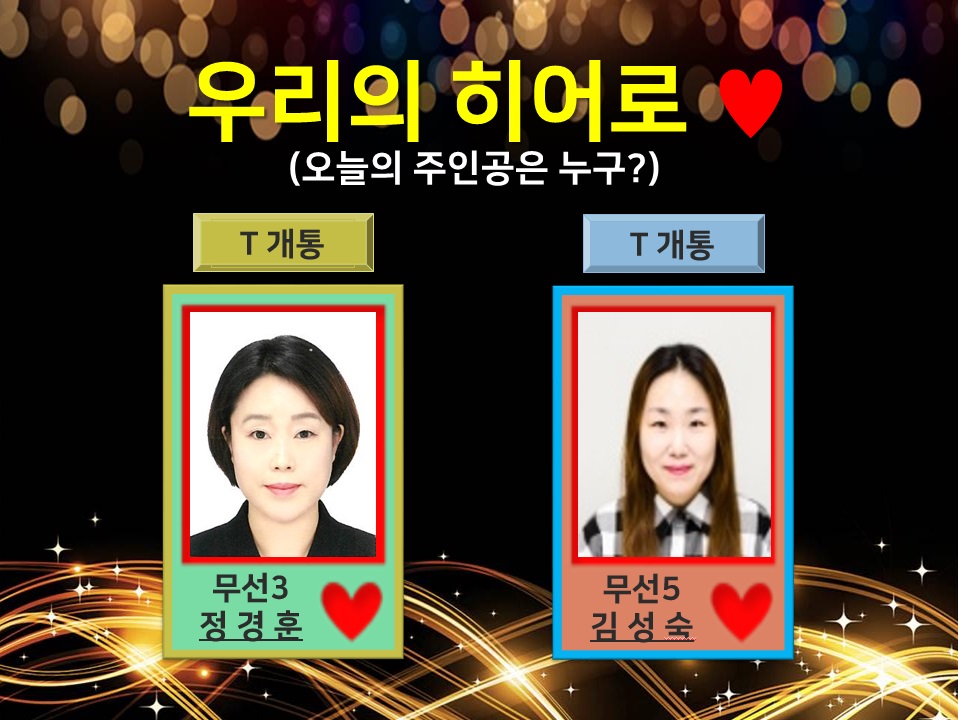 우리의 히어로 ♥
(오늘의 주인공은 누구?)
T 개통
T 개통
무선3
정 경 훈
무선5
김 성 숙